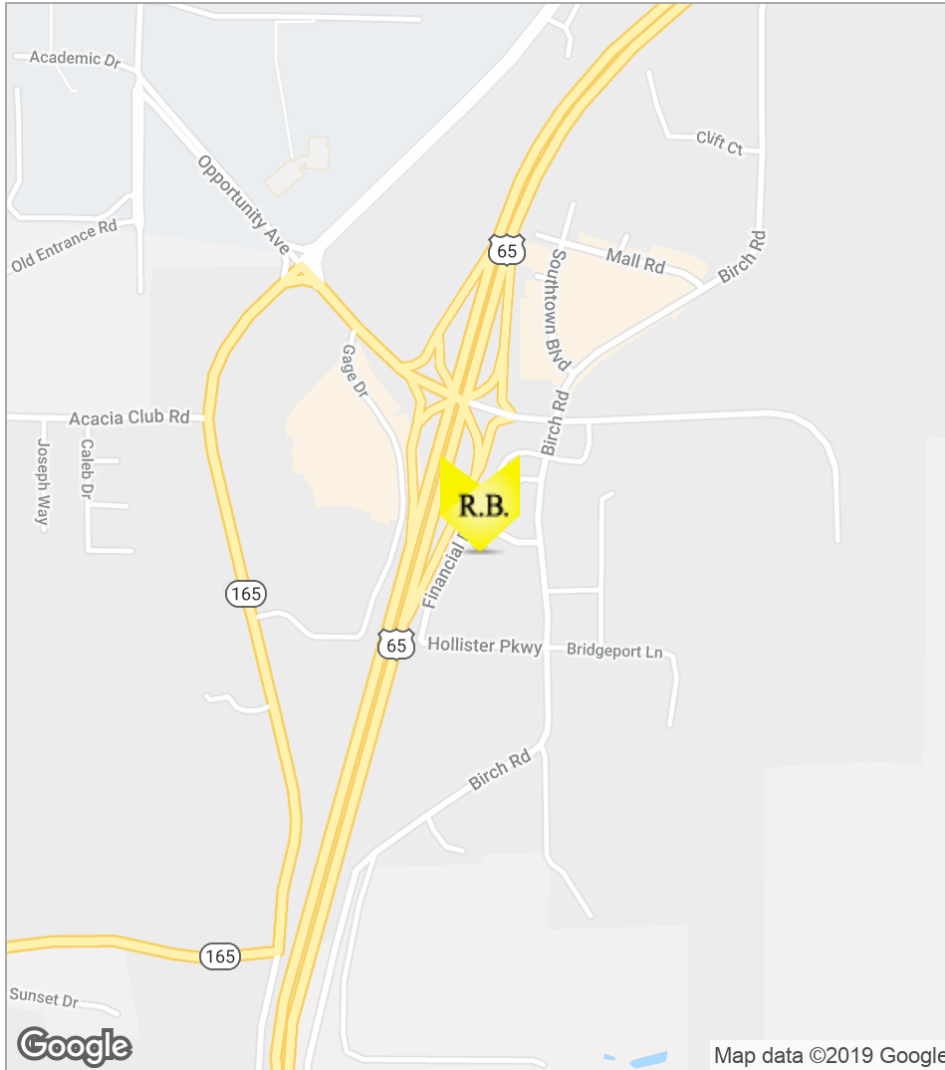 Academic Dr
Clift Ct
Opportunity Ave
Old Entrance Rd
65
Mall Rd
Birch Rd
Southtown Blvd
Gage Dr
Acacia Club Rd
Joseph Way
Caleb Dr
Birch Rd
R.B.
Financial
165
65
Hollister Pkwy
Bridgeport Ln
Birch Rd
165
Sunset Dr
Google
Map data ©2019 Google